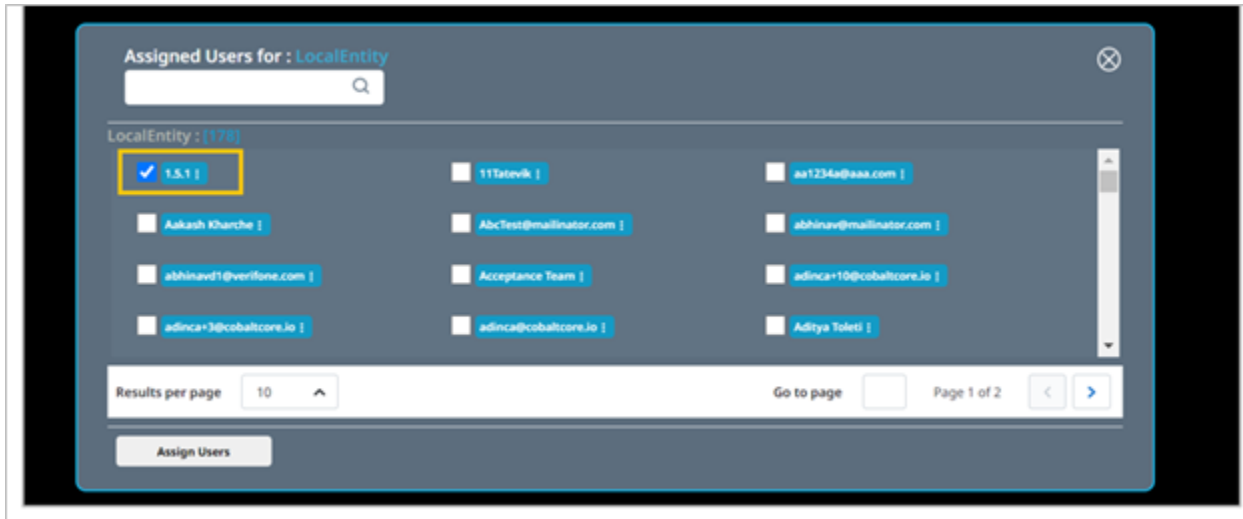 Assigned Users for : LocalEntity
LocalEntity : [178]
1.5.1 ⋮ 11Tatevik ⋮ aa1234a@aaa.com ⋮
Aakash Kharche ⋮ AbcTest@mailinator.com ⋮ abhinav@mailinator.com ⋮
abhinavd1@verifone.com ⋮ Acceptance Team ⋮ adinca+10@cobaltcore.io ⋮
adinca+3@cobaltcore.io ⋮ adinca@cobaltcore.io ⋮ Aditya Toleti ⋮
Results per page 10 Go to page Page 1 of 2
Assign Users